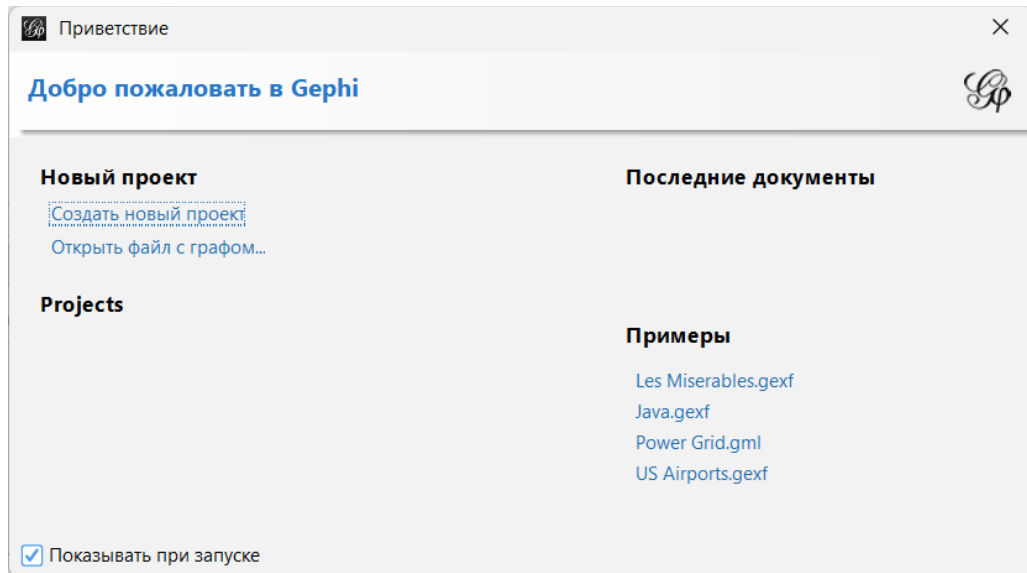 Приветствие
Добро пожаловать в Gephi
Новый проект
Создать новый проект
Открыть файл с графом...
Projects
Последние документы
Примеры
Les Miserables.gexf
Java.gexf
Power Grid.gml
US Airports.gexf
Показывать при запуске